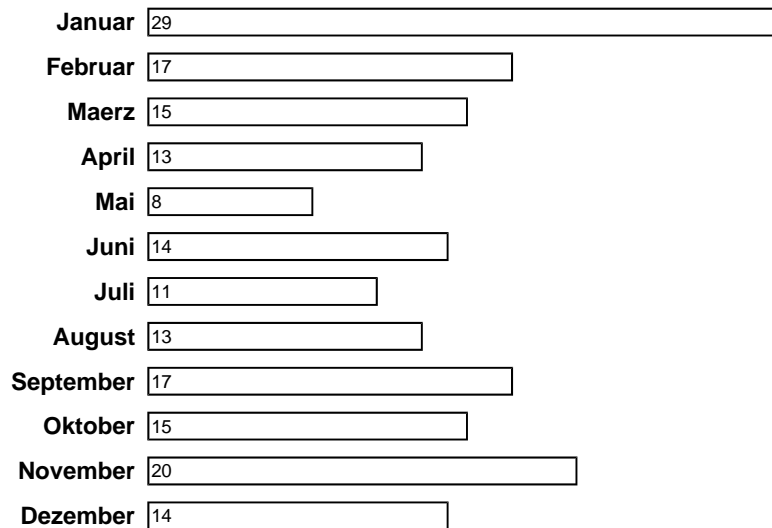 Januar 29
Februar 17
Maerz 15
April 13
Mai 8
Juni 14
Juli 11
August 13
September 17
Oktober 15
November 20
Dezember 14